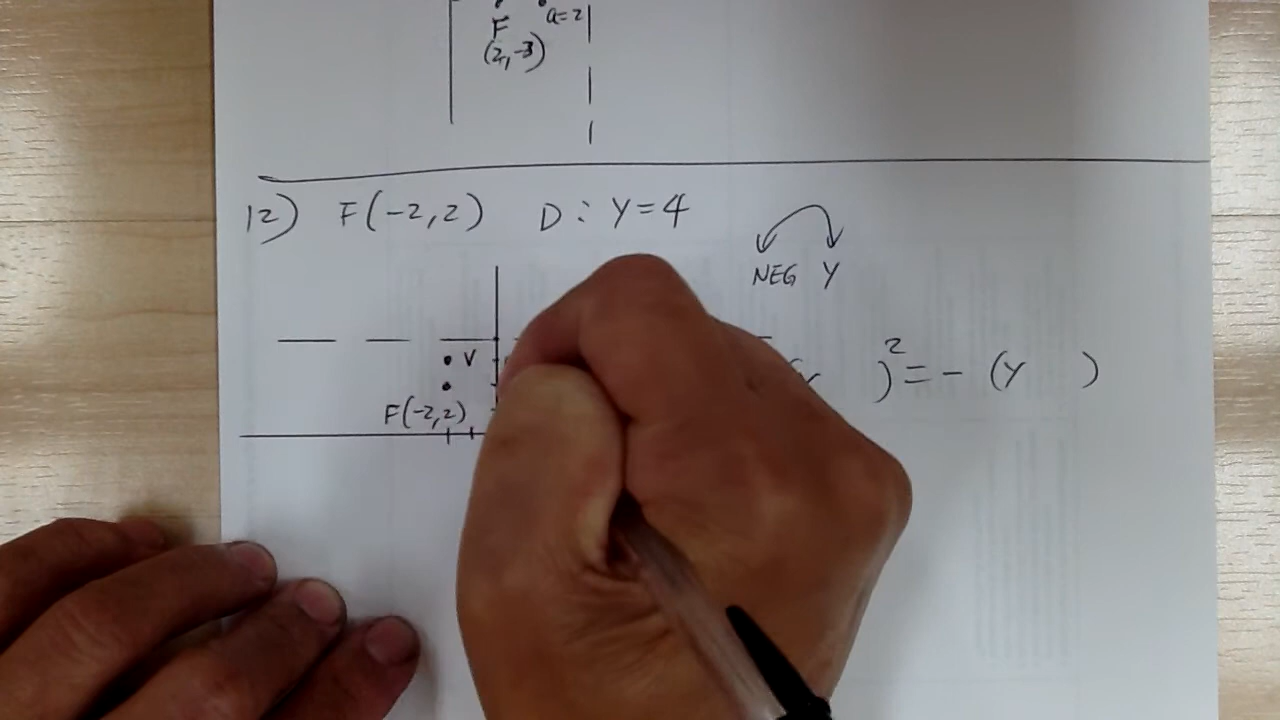 F a=2
(2,-3)
12) F(-2,2) D: Y=4
NEG Y
V
F(-2,2)
)² = - (Y )